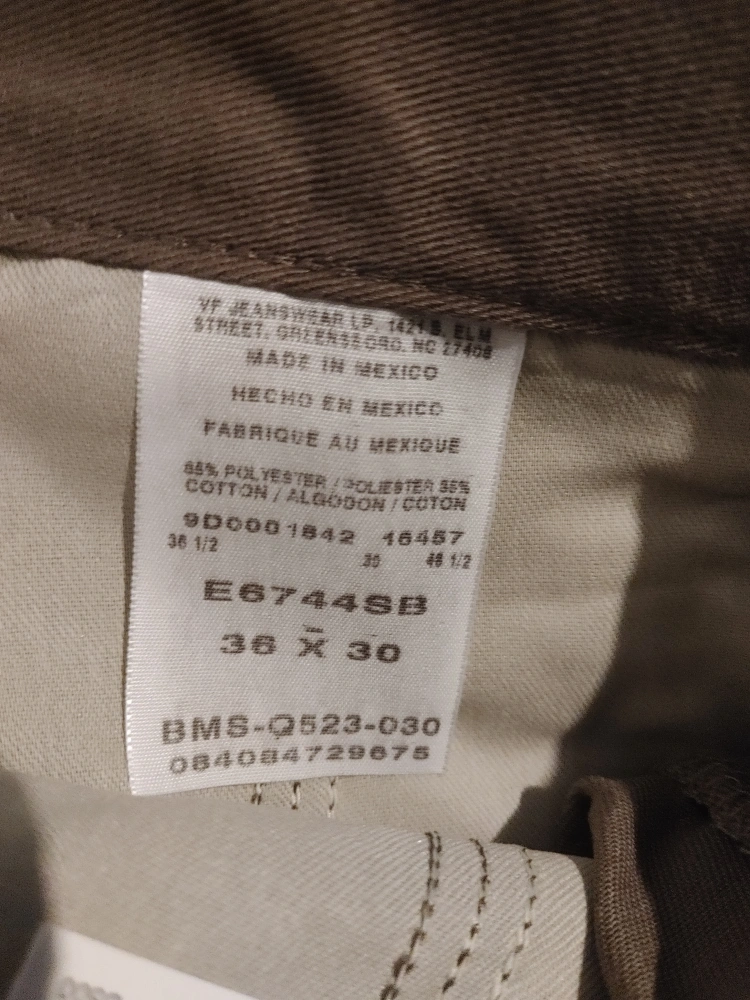 VF JEANSWEAR LP, 1421 S. ELM
STREET, GREENSBORO, NC 27406
MADE IN MEXICO
HECHO EN MEXICO
FABRIQUE AU MEXIQUE
65% POLYESTER / POLIESTER 35%
COTTON / ALGODON / COTON
9D0001842 16457
36 1/2 30 46 1/2
E6744SB
36 X 30
BMS-Q523-030
084084729675